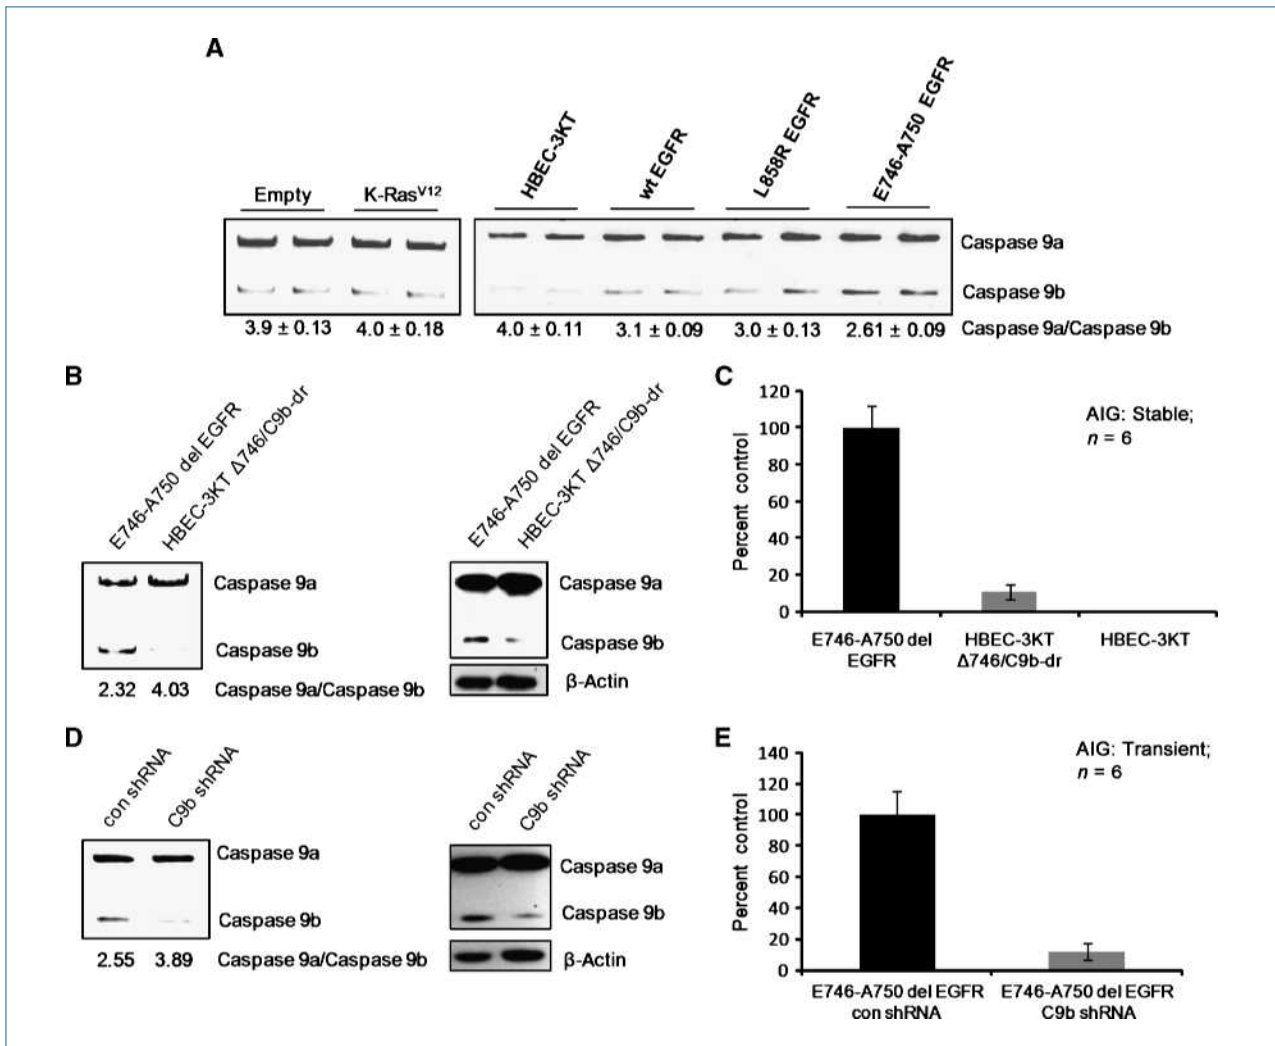 A
Empty
K-RasV12
HBEC-3KT
wt EGFR
L858R EGFR
E746-A750 EGFR
Caspase 9a
Caspase 9b
3.9 ± 0.13
4.0 ± 0.18
4.0 ± 0.11
3.1 ± 0.09
3.0 ± 0.13
2.61 ± 0.09
Caspase 9a/Caspase 9b
B
E746-A750 del EGFR
HBEC-3KT Δ746/C9b-dr
Caspase 9a
Caspase 9b
2.32
4.03
Caspase 9a/Caspase 9b
E746-A750 del EGFR
HBEC-3KT Δ746/C9b-dr
Caspase 9a
Caspase 9b
β-Actin
C
Percent control
120
100
80
60
40
20
0
AIG: Stable;
n = 6
E746-A750 del
EGFR
HBEC-3KT
Δ746/C9b-dr
HBEC-3KT
D
con shRNA
C9b shRNA
Caspase 9a
Caspase 9b
2.55
3.89
Caspase 9a/Caspase 9b
con shRNA
C9b shRNA
Caspase 9a
Caspase 9b
β-Actin
E
Percent control
140
120
100
80
60
40
20
0
AIG: Transient;
n = 6
E746-A750 del EGFR
con shRNA
E746-A750 del EGFR
C9b shRNA